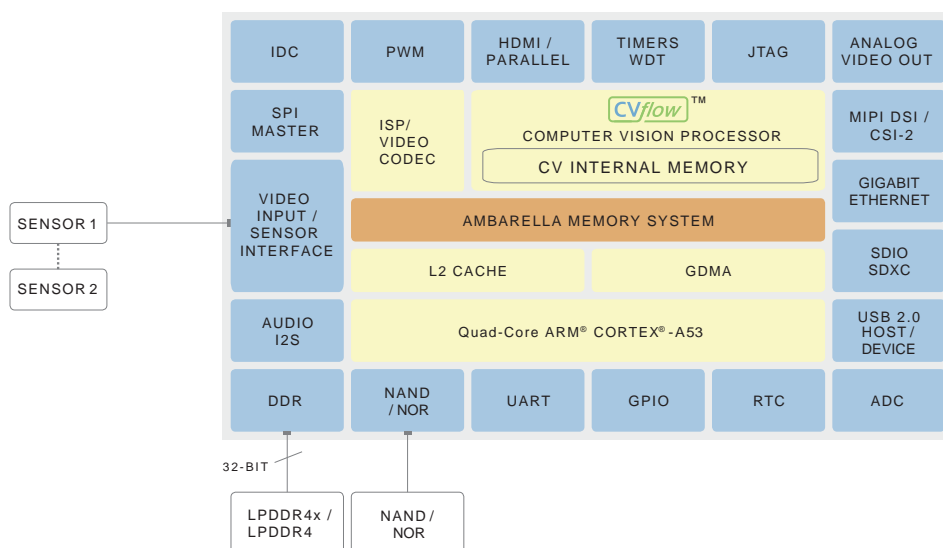 IDC
PWM
HDMI /
PARALLEL
TIMERS
WDT
JTAG
ANALOG
VIDEO OUT
SPI
MASTER
ISP/
VIDEO
CODEC
CVflow™
COMPUTER VISION PROCESSOR
CV INTERNAL MEMORY
MIPI DSI /
CSI-2
GIGABIT
ETHERNET
SENSOR 1
SENSOR 2
VIDEO
INPUT /
SENSOR
INTERFACE
AMBARELLA MEMORY SYSTEM
L2 CACHE
GDMA
SDIO
SDXC
AUDIO
I2S
Quad-Core ARM® CORTEX®-A53
USB 2.0
HOST /
DEVICE
DDR
NAND
/ NOR
UART
GPIO
RTC
ADC
32-BIT
LPDDR4x /
LPDDR4
NAND /
NOR